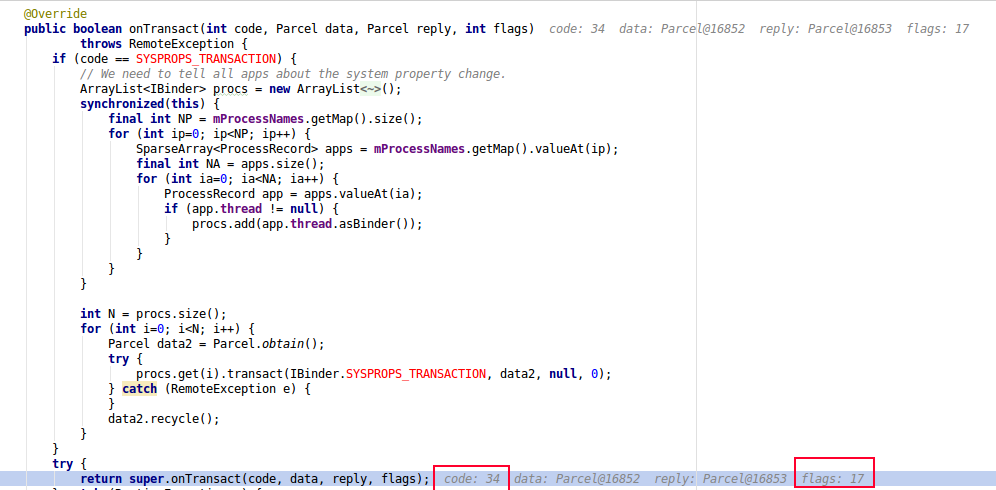 @Override
public boolean onTransact(int code, Parcel data, Parcel reply, int flags)  code: 34  data: Parcel@16852  reply: Parcel@16853  flags: 17
        throws RemoteException {
    if (code == SYSPROPS_TRANSACTION) {
        // We need to tell all apps about the system property change.
        ArrayList<IBinder> procs = new ArrayList<~>();
        synchronized(this) {
            final int NP = mProcessNames.getMap().size();
            for (int ip=0; ip<NP; ip++) {
                SparseArray<ProcessRecord> apps = mProcessNames.getMap().valueAt(ip);
                final int NA = apps.size();
                for (int ia=0; ia<NA; ia++) {
                    ProcessRecord app = apps.valueAt(ia);
                    if (app.thread != null) {
                        procs.add(app.thread.asBinder());
                    }
                }
            }
        }

        int N = procs.size();
        for (int i=0; i<N; i++) {
            Parcel data2 = Parcel.obtain();
            try {
                procs.get(i).transact(IBinder.SYSPROPS_TRANSACTION, data2, null, 0);
            } catch (RemoteException e) {
            }
            data2.recycle();
        }
    }
    try {
        return super.onTransact(code, data, reply, flags);  code: 34  data: Parcel@16852  reply: Parcel@16853  flags: 17